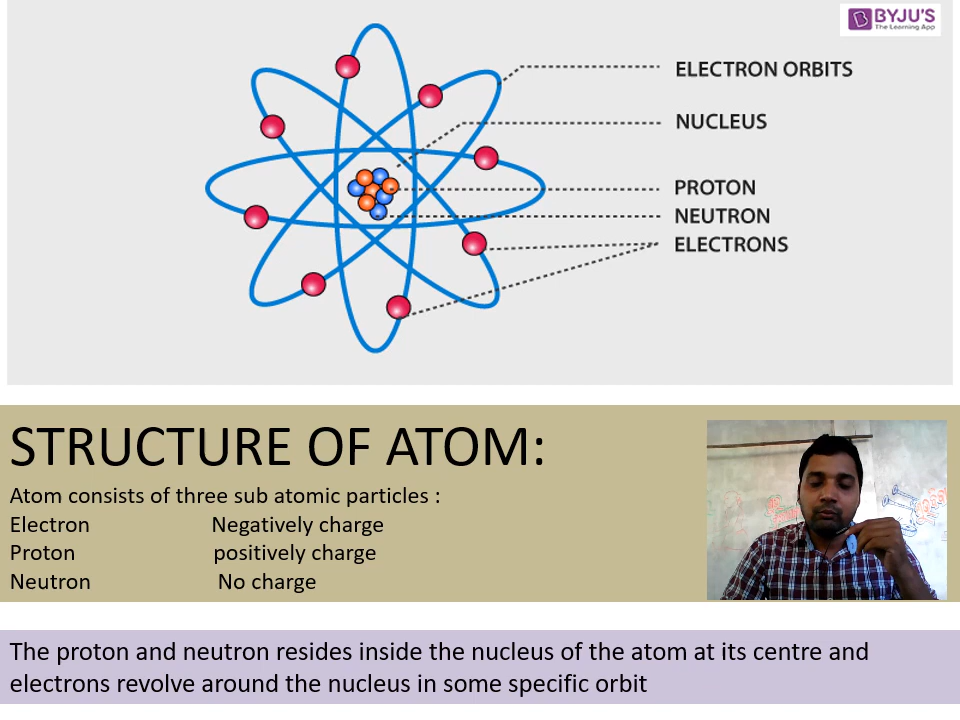 BYJU'S
The Learning App
ELECTRON ORBITS
NUCLEUS
PROTON
NEUTRON
ELECTRONS
STRUCTURE OF ATOM:
Atom consists of three sub atomic particles :
Electron Negatively charge
Proton positively charge
Neutron No charge
The proton and neutron resides inside the nucleus of the atom at its centre and
electrons revolve around the nucleus in some specific orbit